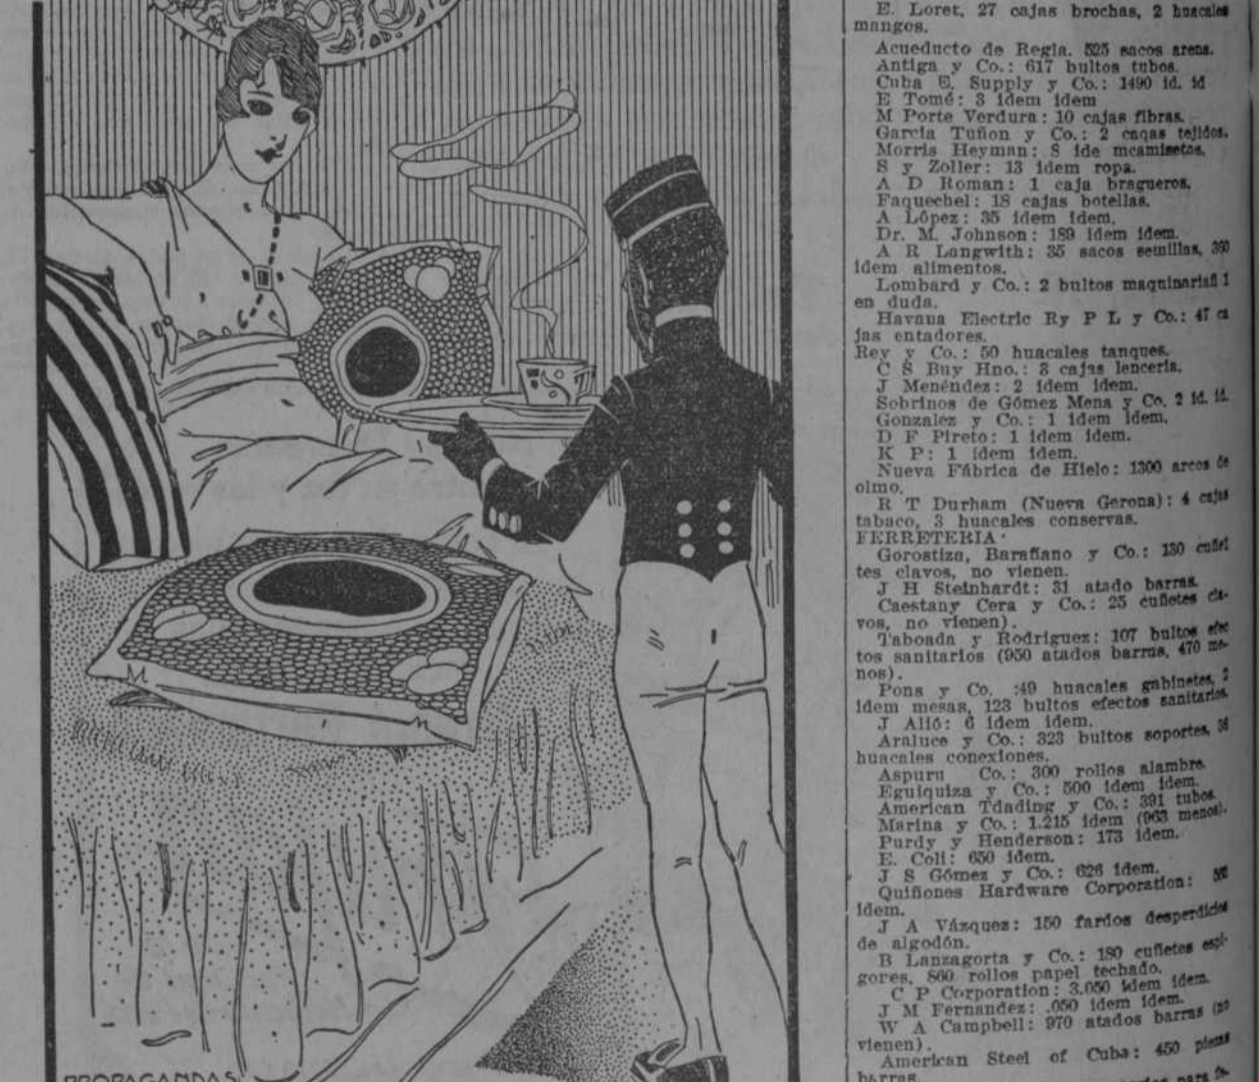 PROPAGANDAS
E. Loret, 27 cajas brochas, 2 huacales
mangos.
Acueducto de Regla. 525 sacos arena.
Antiga y Co.: 617 bultos tubos.
Cuba E. Supply y Co.: 1490 id. id
E Tomé: 3 idem idem
M Porte Verdura: 10 cajas fibras.
García Tuñon y Co.: 2 caqas tejidos.
Morris Heyman: 8 ide mcamisetas.
S y Zoller: 13 idem ropa.
A D Roman: 1 caja bragueros.
Faquechel: 18 cajas botellas.
A López: 35 idem idem.
Dr. M. Johnson: 189 idem idem.
A R Langwith: 35 sacos semillas, 360
idem alimentos.
Lombard y Co.: 2 bultos maquinariañ 1
en duda.
Havana Electric Ry P L y Co.: 47 ca
jas entadores.
Rey y Co.: 50 huacales tanques.
C S Buy Hno.: 3 cajas lencería.
J Menéndez: 2 idem idem.
Sobrinos de Gómez Mena y Co. 2 id. id.
Gonzalez y Co.: 1 idem idem.
D F Pireto: 1 idem idem.
K P: 1 idem idem.
Nueva Fábrica de Hielo: 1300 arcos de
olmo.
R T Durham (Nueva Gerona): 4 cajas
tabaco, 3 huacales conservas.
FERRETERIA
Gorostiza, Barañano y Co.: 130 cuñet
tes clavos, no vienen.
J H Steinhardt: 31 atado barras.
Caestany Cera y Co.: 25 cuñetes cla-
vos, no vienen).
Taboada y Rodriguez: 107 bultos efec
tos sanitarios (950 atados barras, 470 me-
nos).
Pons y Co. :49 huacales gabinetes, 2
idem mesas, 123 bultos efectos sanitarios.
J Alió: 6 idem idem.
Araluce y Co.: 323 bultos soportes, 36
huacales conexiones.
Aspuru Co.: 300 rollos alambre.
Eguiquiza y Co.: 500 idem idem.
American Tdading y Co.: 391 tubos.
Marina y Co.: 1.215 idem (963 menos).
Purdy y Henderson: 173 idem.
E. Coll: 650 idem.
J S Gómez y Co.: 626 idem.
Quiñones Hardware Corporation:
idem.
J A Vázquez: 150 fardos desperdicios
de algodón.
B Lanzagorta y Co.: 180 cuñetes espi-
gores, 860 rollos papel techado.
C P Corporation: 3.050 idem idem.
J M Fernandez: .050 idem idem.
W A Campbell: 970 atados barras (no
vienen).
American Steel of Cuba: 450 piezas
barras.